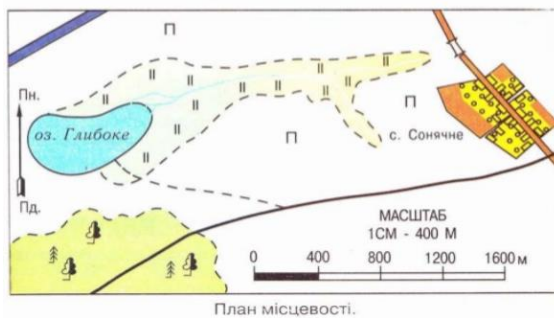 П
Пн.
оз. Глибоке
П
П
с. Сонячне
Пд.
МАСШТАБ
1СМ - 400 М
0 400 800 1200 1600 м
План місцевості.